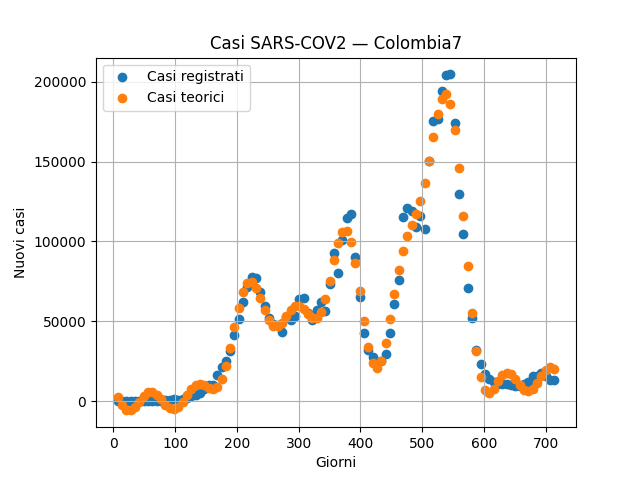 Casi SARS-COV2 — Colombia7
Casi registrati
Casi teorici
Nuovi casi
200000
150000
100000
50000
0
0 100 200 300 400 500 600 700
Giorni